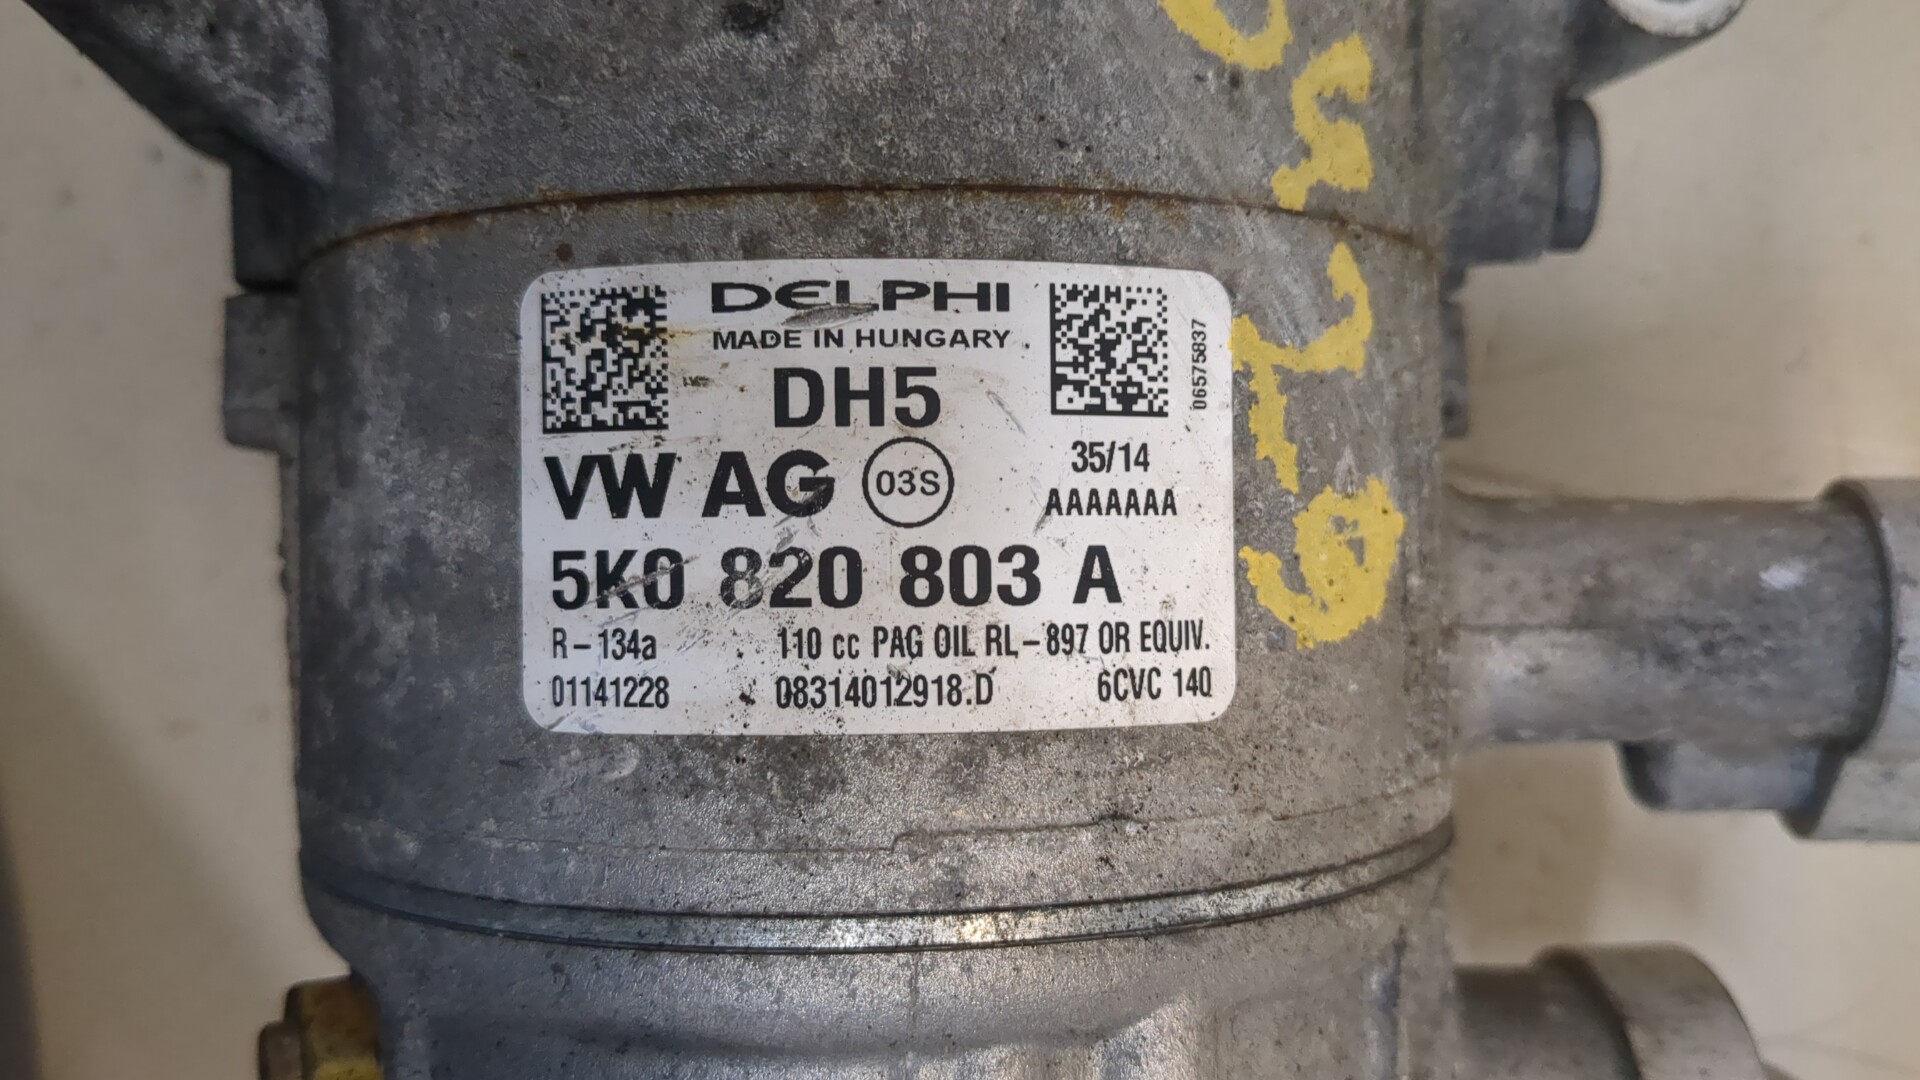 DELPHI
MADE IN HUNGARY
DH5
06575837
VW AG 03S
35/14
AAAAAAA
5K0 820 803 A
R-134a 110 cc PAG OIL RL-897 OR EQUIV.
01141228 08314012918.D 6CVC 140